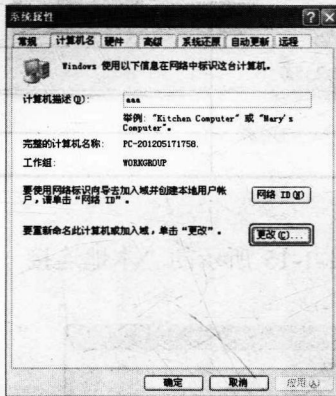 系统属性
常规 计算机名 硬件 高级 系统还原 自动更新 远程
Windows 使用以下信息在网络中标识这台计算机。
计算机描述(D): aaa
举例: "Kitchen Computer" 或 "Mary's
Computer"。
完整的计算机名称: PC-201205171758.
工作组: WORKGROUP
要使用网络标识向导去加入域并创建本地用户帐
户，请单击"网络 ID"。
网络 ID(N)
要重新命名此计算机或加入域，单击"更改"。
更改(C)...
确定 取消 应用(A)